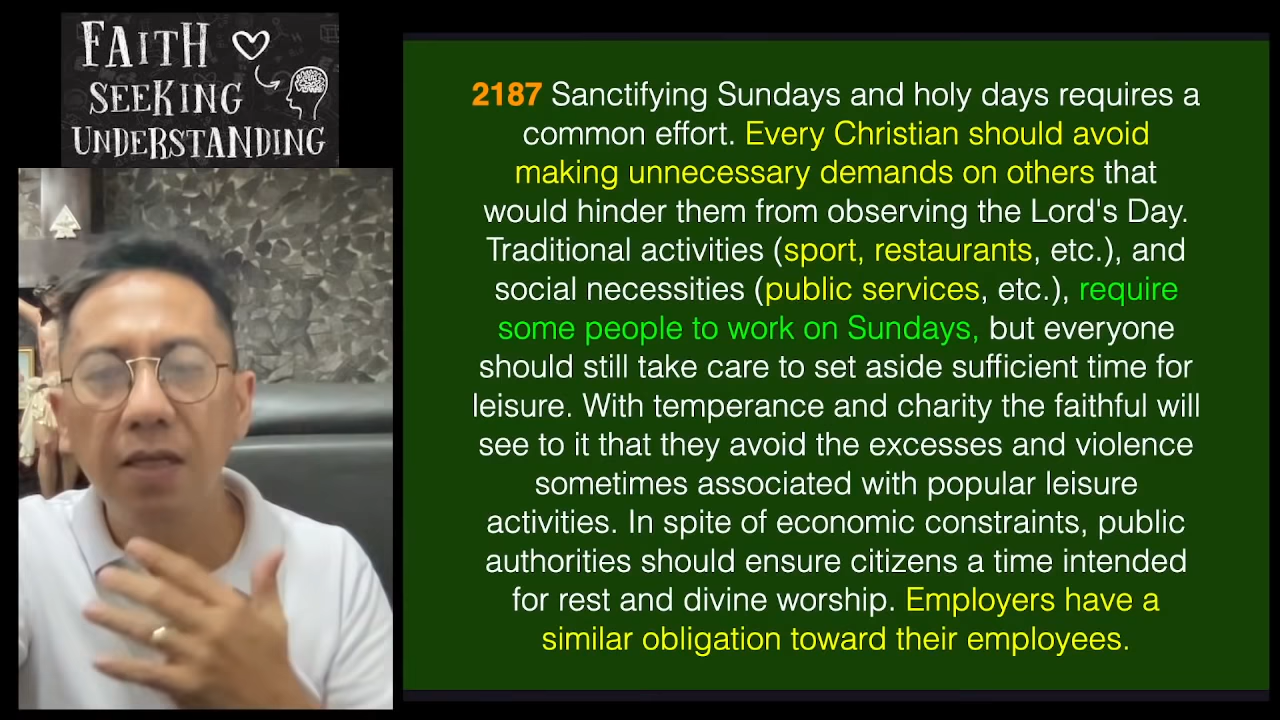 FAITH
SEEKING
UNDERSTANDING
2187 Sanctifying Sundays and holy days requires a
common effort. Every Christian should avoid
making unnecessary demands on others that
would hinder them from observing the Lord's Day.
Traditional activities (sport, restaurants, etc.), and
social necessities (public services, etc.), require
some people to work on Sundays, but everyone
should still take care to set aside sufficient time for
leisure. With temperance and charity the faithful will
see to it that they avoid the excesses and violence
sometimes associated with popular leisure
activities. In spite of economic constraints, public
authorities should ensure citizens a time intended
for rest and divine worship. Employers have a
similar obligation toward their employees.